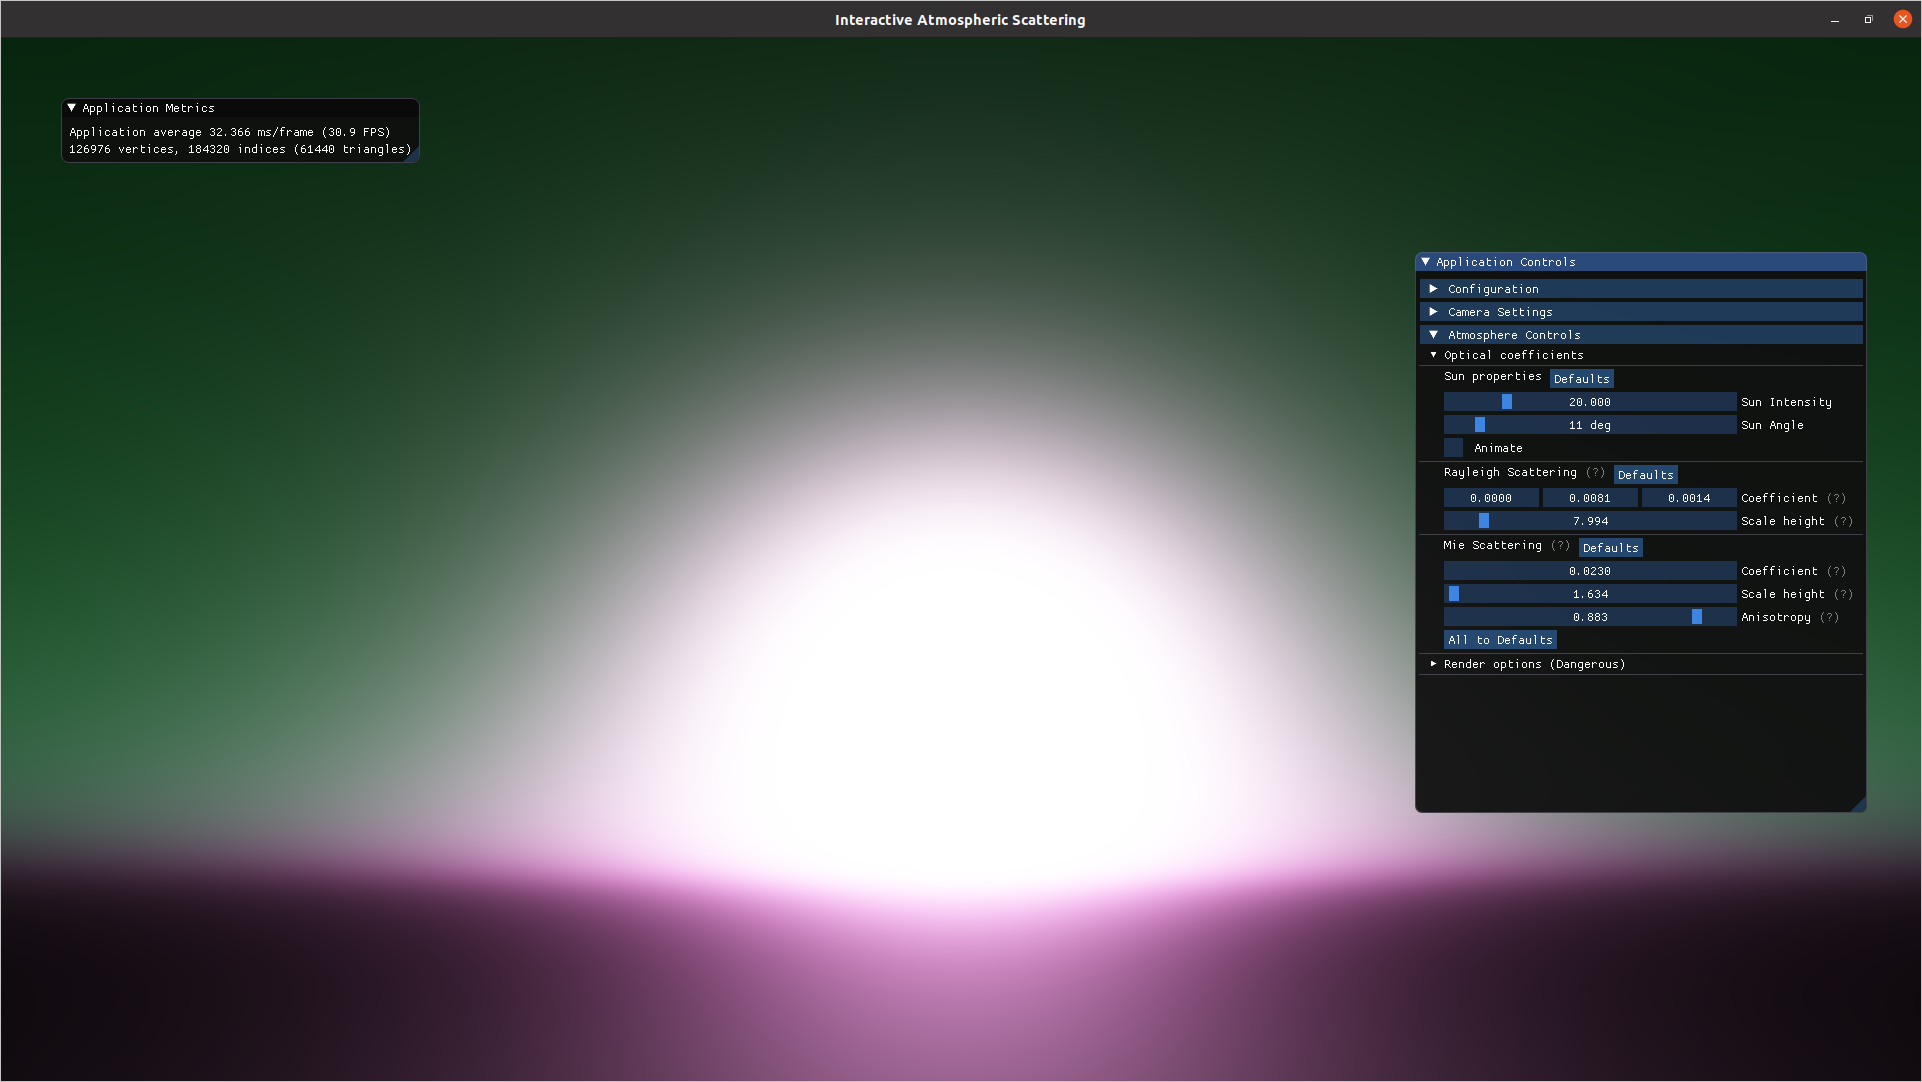 Interactive Atmospheric Scattering
Application Metrics
Application average 32.366 ms/frame (30.9 FPS)
126976 vertices, 184320 indices (61440 triangles)
Application Controls
Configuration
Camera Settings
Atmosphere Controls
Optical coefficients
Sun properties Defaults
20.000 Sun Intensity
11 deg Sun Angle
Animate
Rayleigh Scattering (?) Defaults
0.0000 0.0081 0.0014 Coefficient (?)
7.994 Scale height (?)
Mie Scattering (?) Defaults
0.0230 Coefficient (?)
1.634 Scale height (?)
0.883 Anisotropy (?)
All to Defaults
Render options (Dangerous)